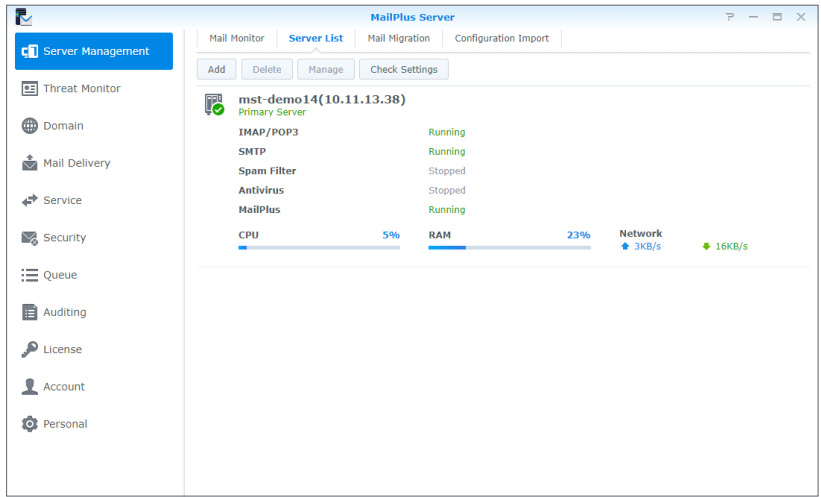 MailPlus Server
Server Management
Threat Monitor
Domain
Mail Delivery
Service
Security
Queue
Auditing
License
Account
Personal
Mail Monitor Server List Mail Migration Configuration Import
Add Delete Manage Check Settings
mst-demo14(10.11.13.38)
Primary Server
IMAP/POP3 Running
SMTP Running
Spam Filter Stopped
Antivirus Stopped
MailPlus Running
CPU 5% RAM 23% Network
3KB/s 16KB/s